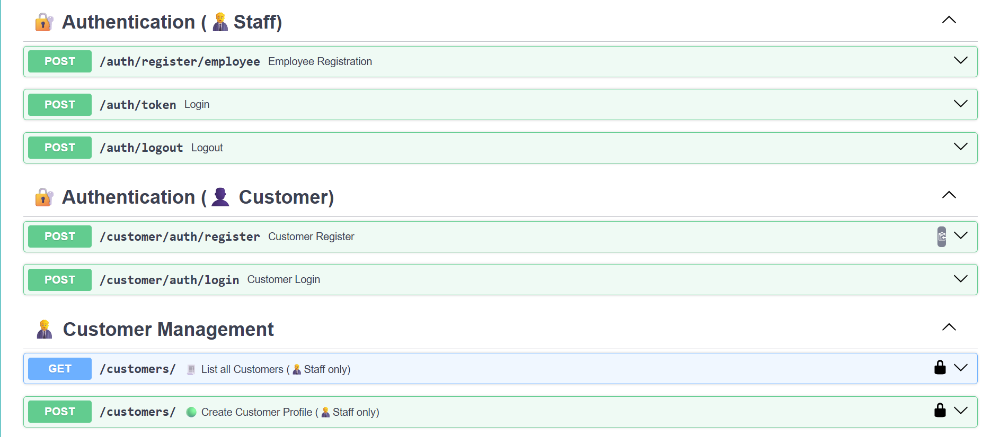 🔐 Authentication (👨‍💼 Staff)
POST /auth/register/employee Employee Registration
POST /auth/token Login
POST /auth/logout Logout
🔐 Authentication (👤 Customer)
POST /customer/auth/register Customer Register
POST /customer/auth/login Customer Login
👨‍💼 Customer Management
GET /customers/ 🧾 List all Customers (👨‍💼 Staff only)
POST /customers/ 🟢 Create Customer Profile (👨‍💼 Staff only)